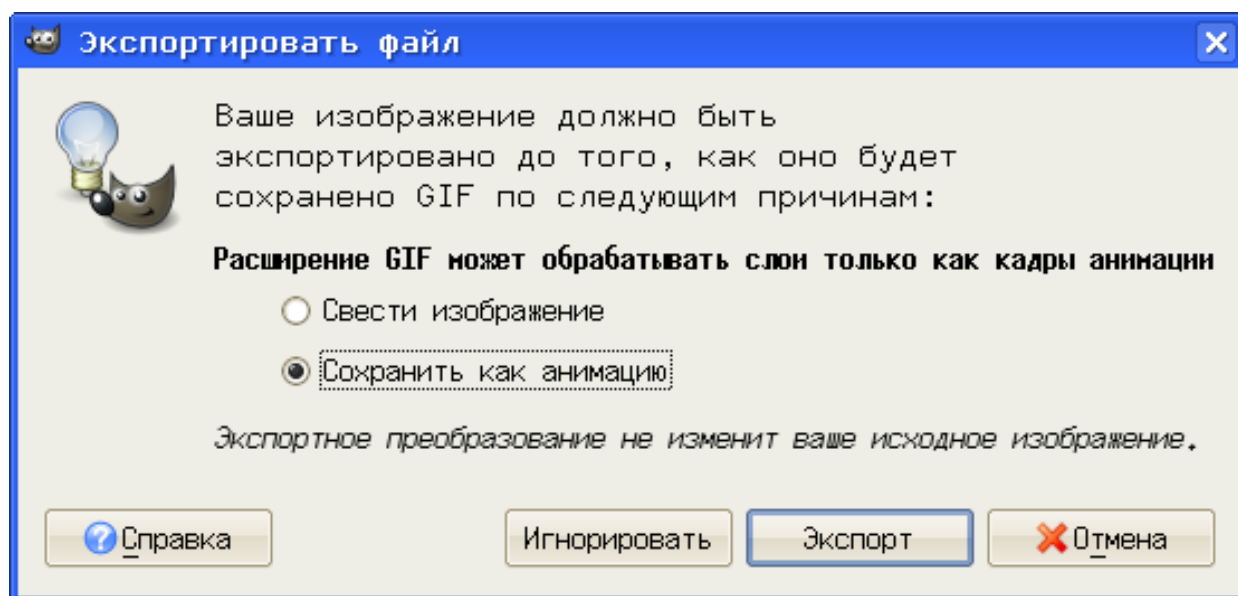 Экспортировать файл
Ваше изображение должно быть
экспортировано до того, как оно будет
сохранено GIF по следующим причинам:
Расширение GIF может обрабатывать слои только как кадры анимации
Свести изображение
Сохранить как анимацию
Экспортное преобразование не изменит ваше исходное изображение.
Справка Игнорировать Экспорт Отмена